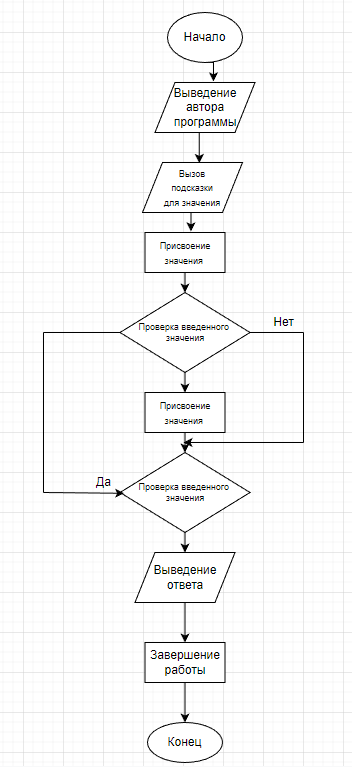 Начало
Выведение
автора
программы
Вызов
подсказки
для значения
Присвоение
значения
Нет
Проверка введенного
значения
Присвоение
значения
Да
Проверка введенного
значения
Выведение
ответа
Завершение
работы
Конец